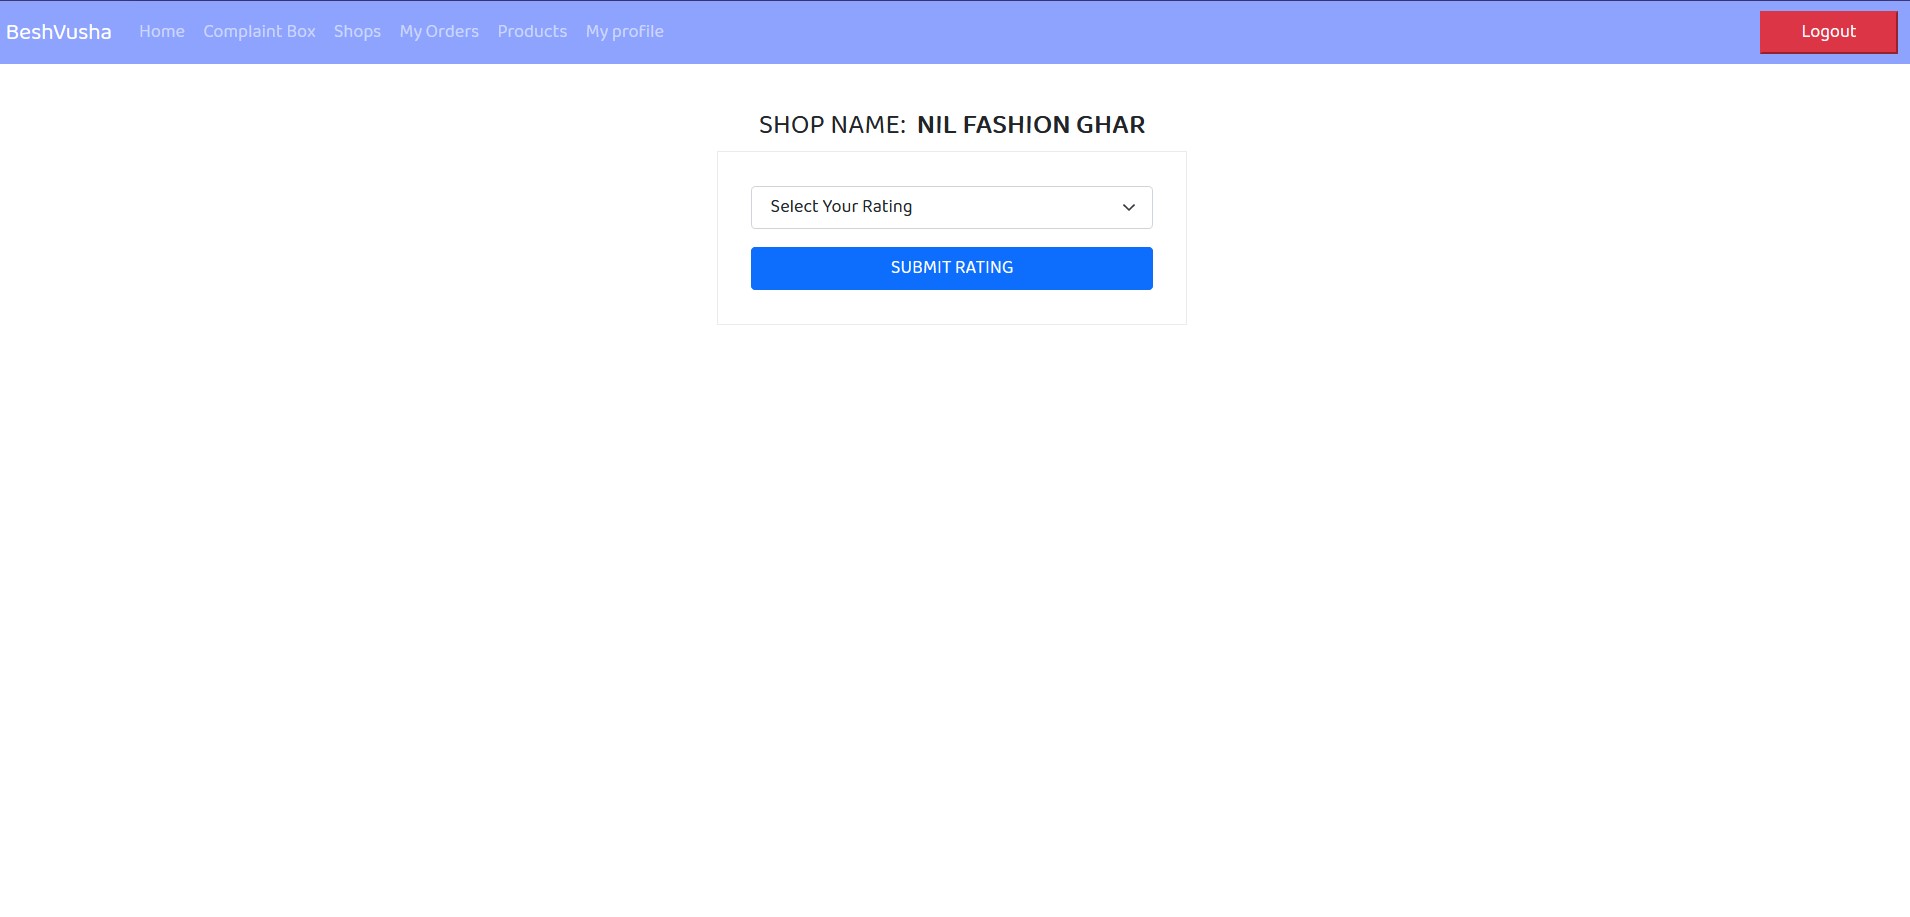 BeshVusha Home Complaint Box Shops My Orders Products My profile Logout
SHOP NAME: NIL FASHION GHAR
Select Your Rating
SUBMIT RATING